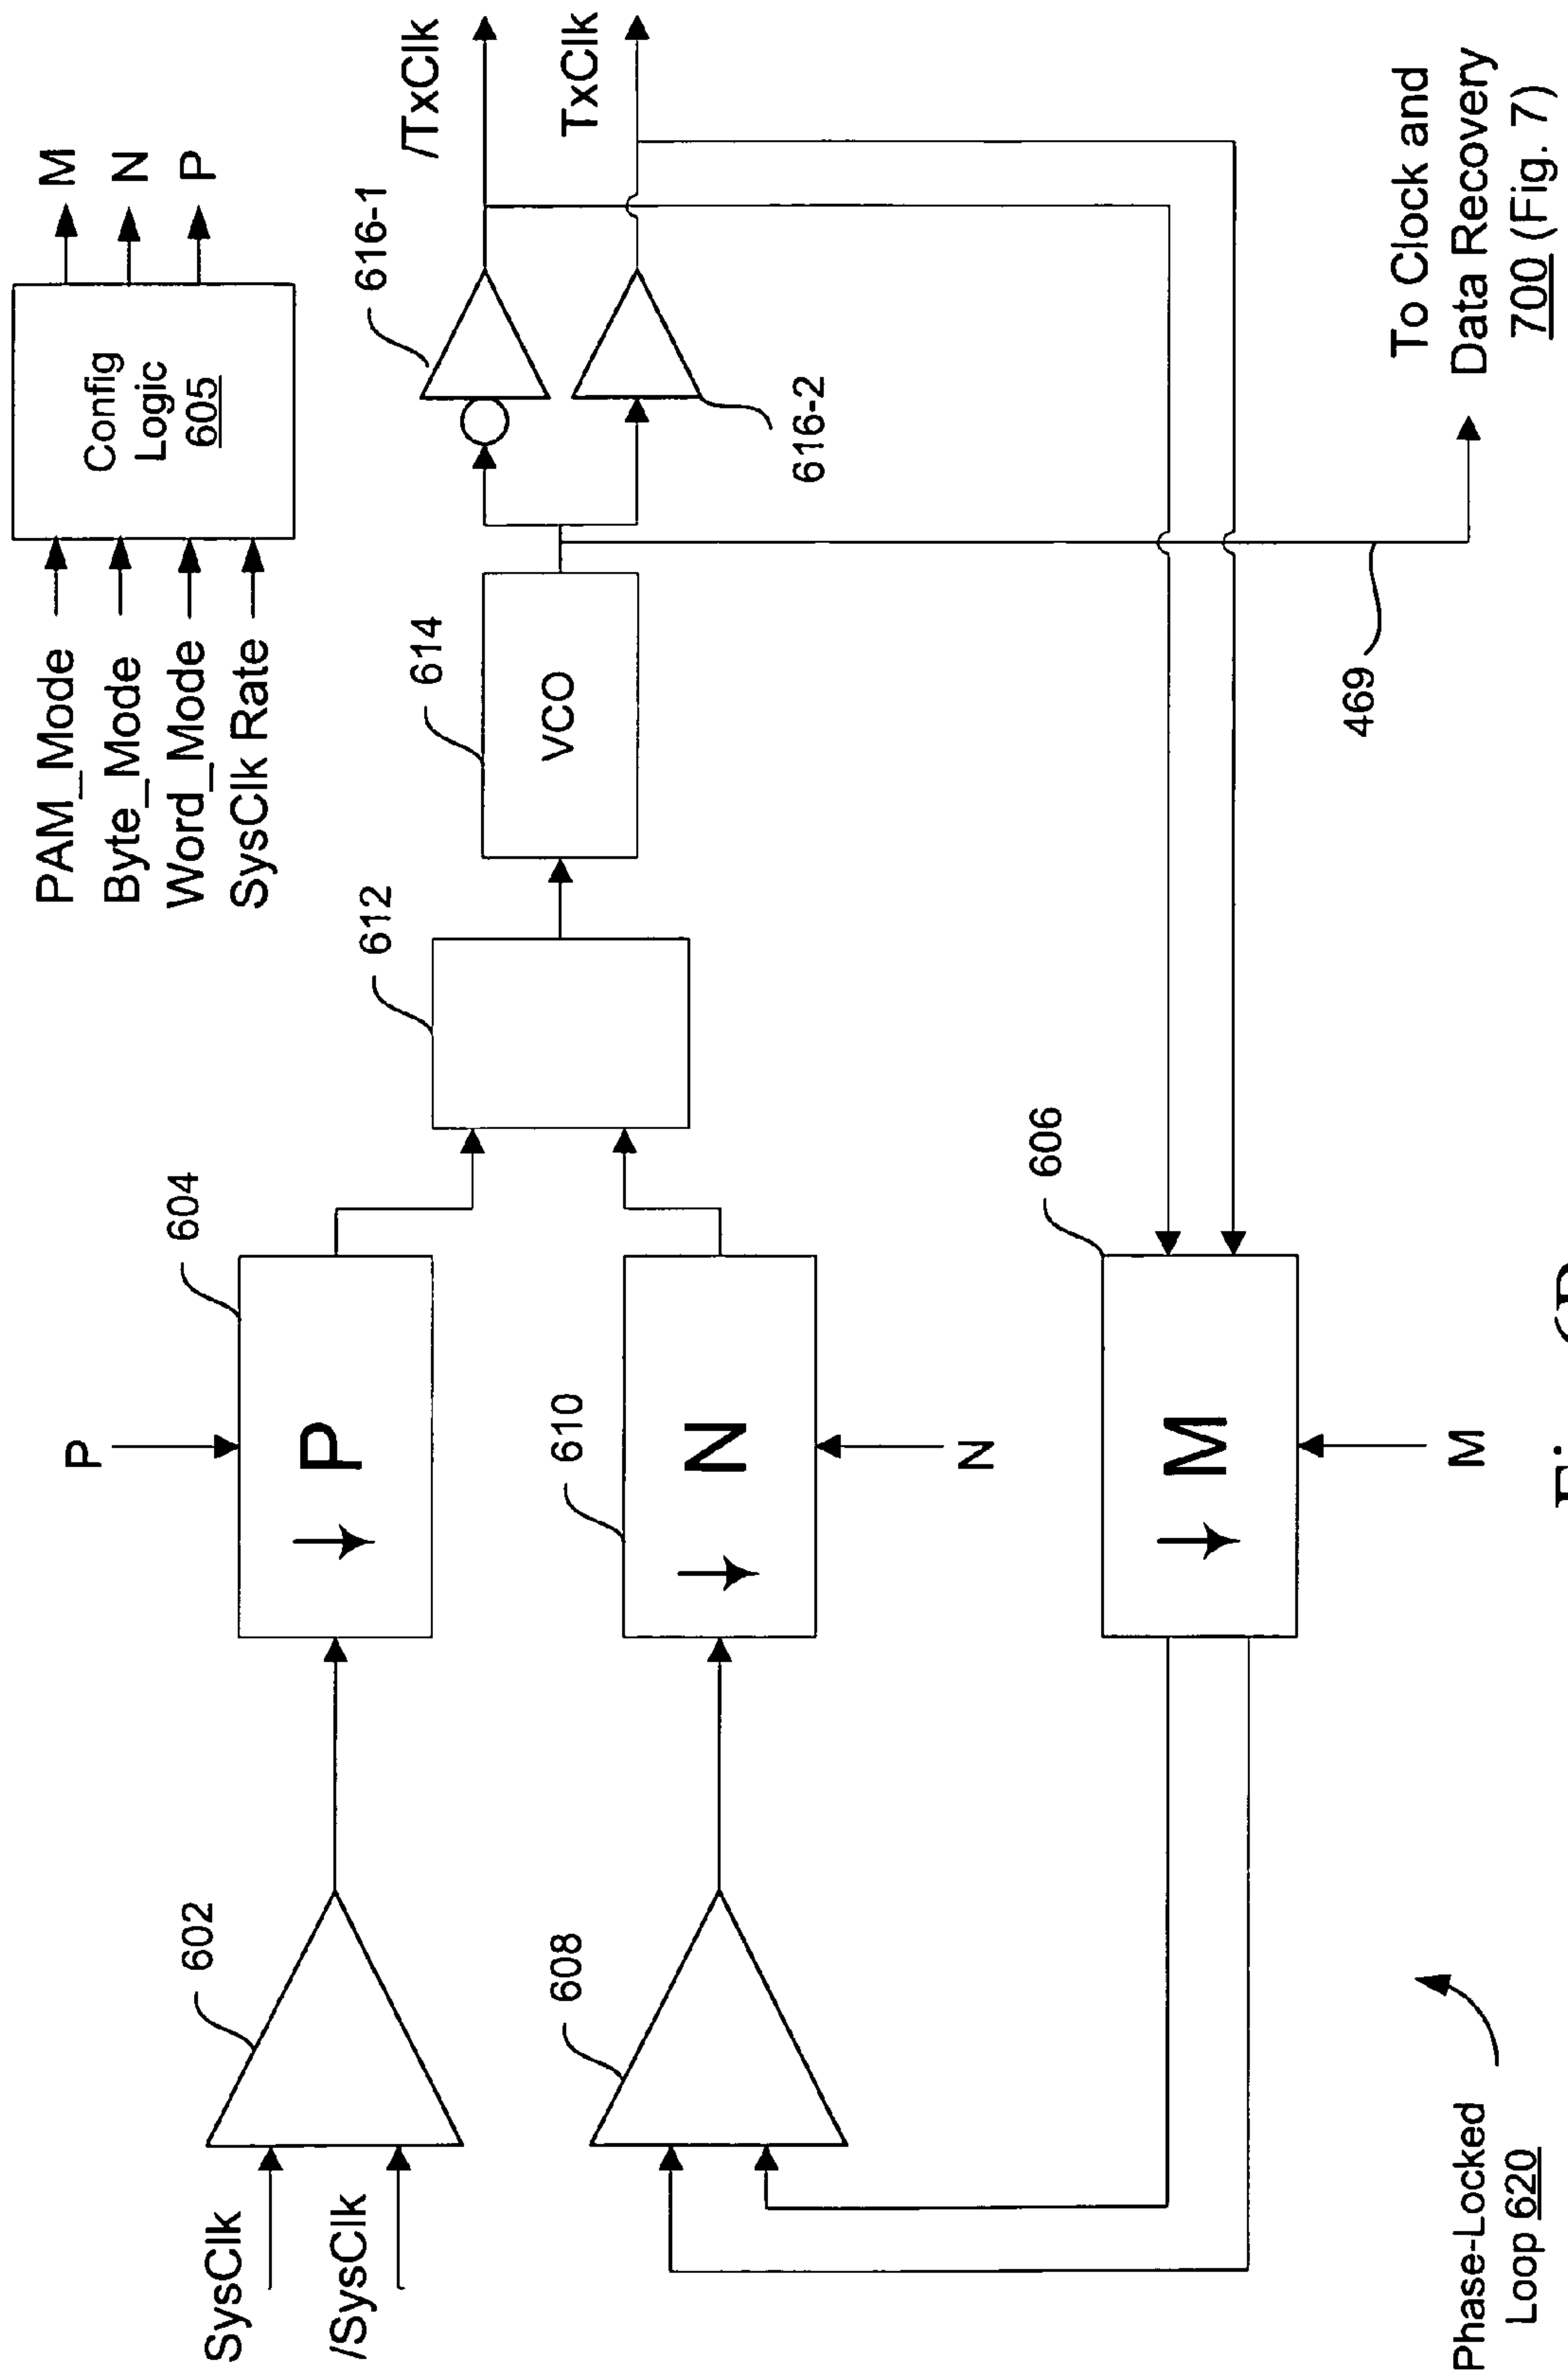 PAM_Mode
Byte_Mode
Word_Mode
SysClk Rate
Config
Logic
605
M
N
P
SysClk
/SysClk
602
P
604
↓ P
612
614
VCO
616-1
/TxClk
TxClk
616-2
608
610
↓ N
N
606
↓ M
M
469
To Clock and
Data Recovery
700 (Fig. 7)
Phase-Locked
Loop 620